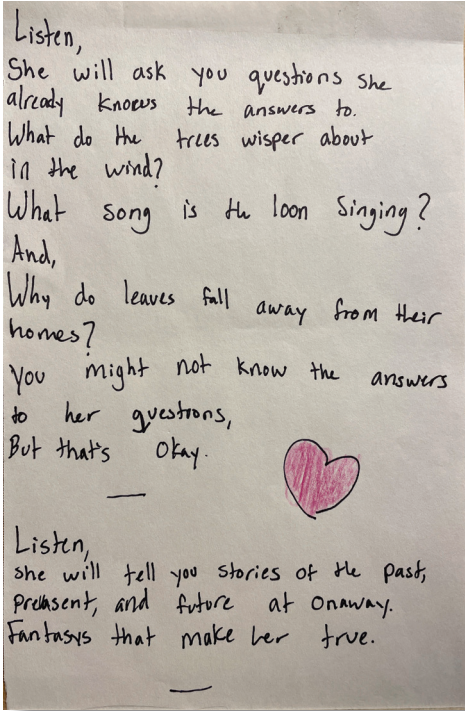 Listen,
She will ask you questions she
already knows the answers to.
What do the trees wisper about
in the wind?
What song is the loon singing?
And,
Why do leaves fall away from their
homes?
You might not know the answers
to her questions,
But that's Okay.
Listen,
she will tell you stories of the past,
and future at Onaway.
Fantasys that make her true.